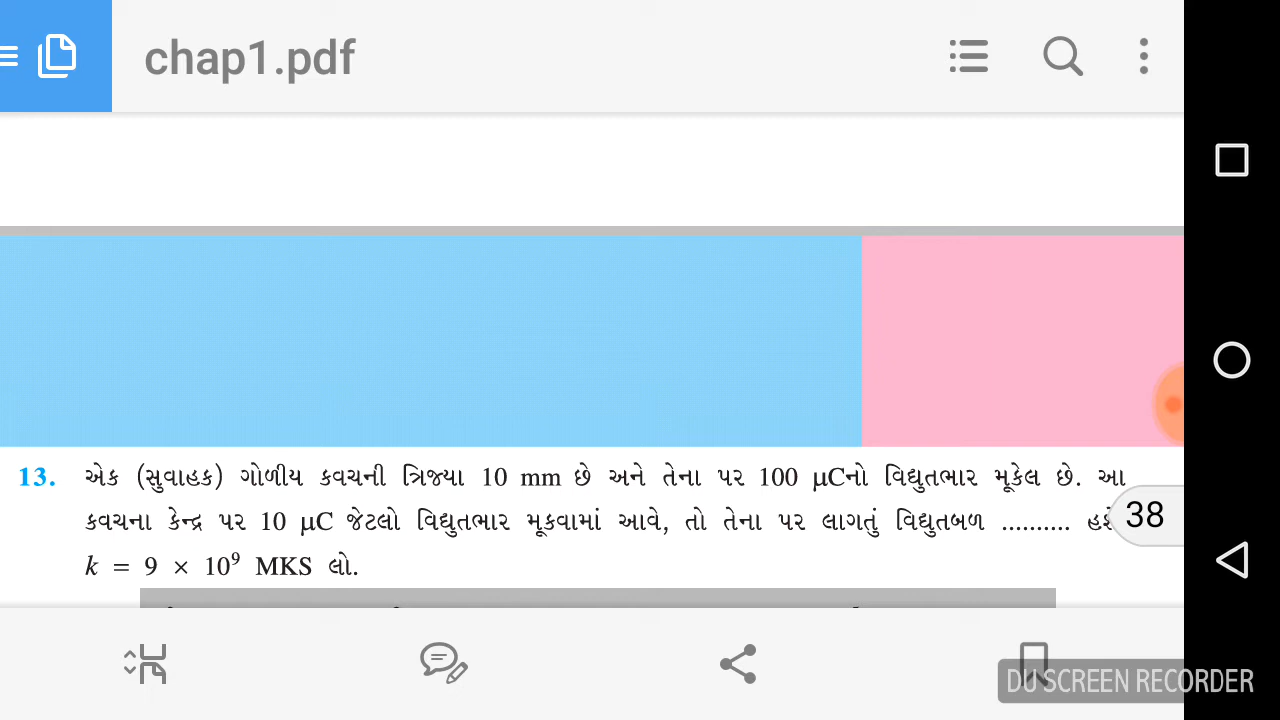 chap1.pdf
13. એક (સુવાહક) ગોળીય કવચની ત્રિજ્યા 10 mm છે અને તેના પર 100 μCનો વિદ્યુતભાર મૂકેલ છે. આ
કવચના કેન્દ્ર પર 10 μC જેટલો વિદ્યુતભાર મૂકવામાં આવે, તો તેના પર લાગતું વિદ્યુતબળ ..........
38
k = 9 × 10⁹ MKS લો.
DU SCREEN RECORDER